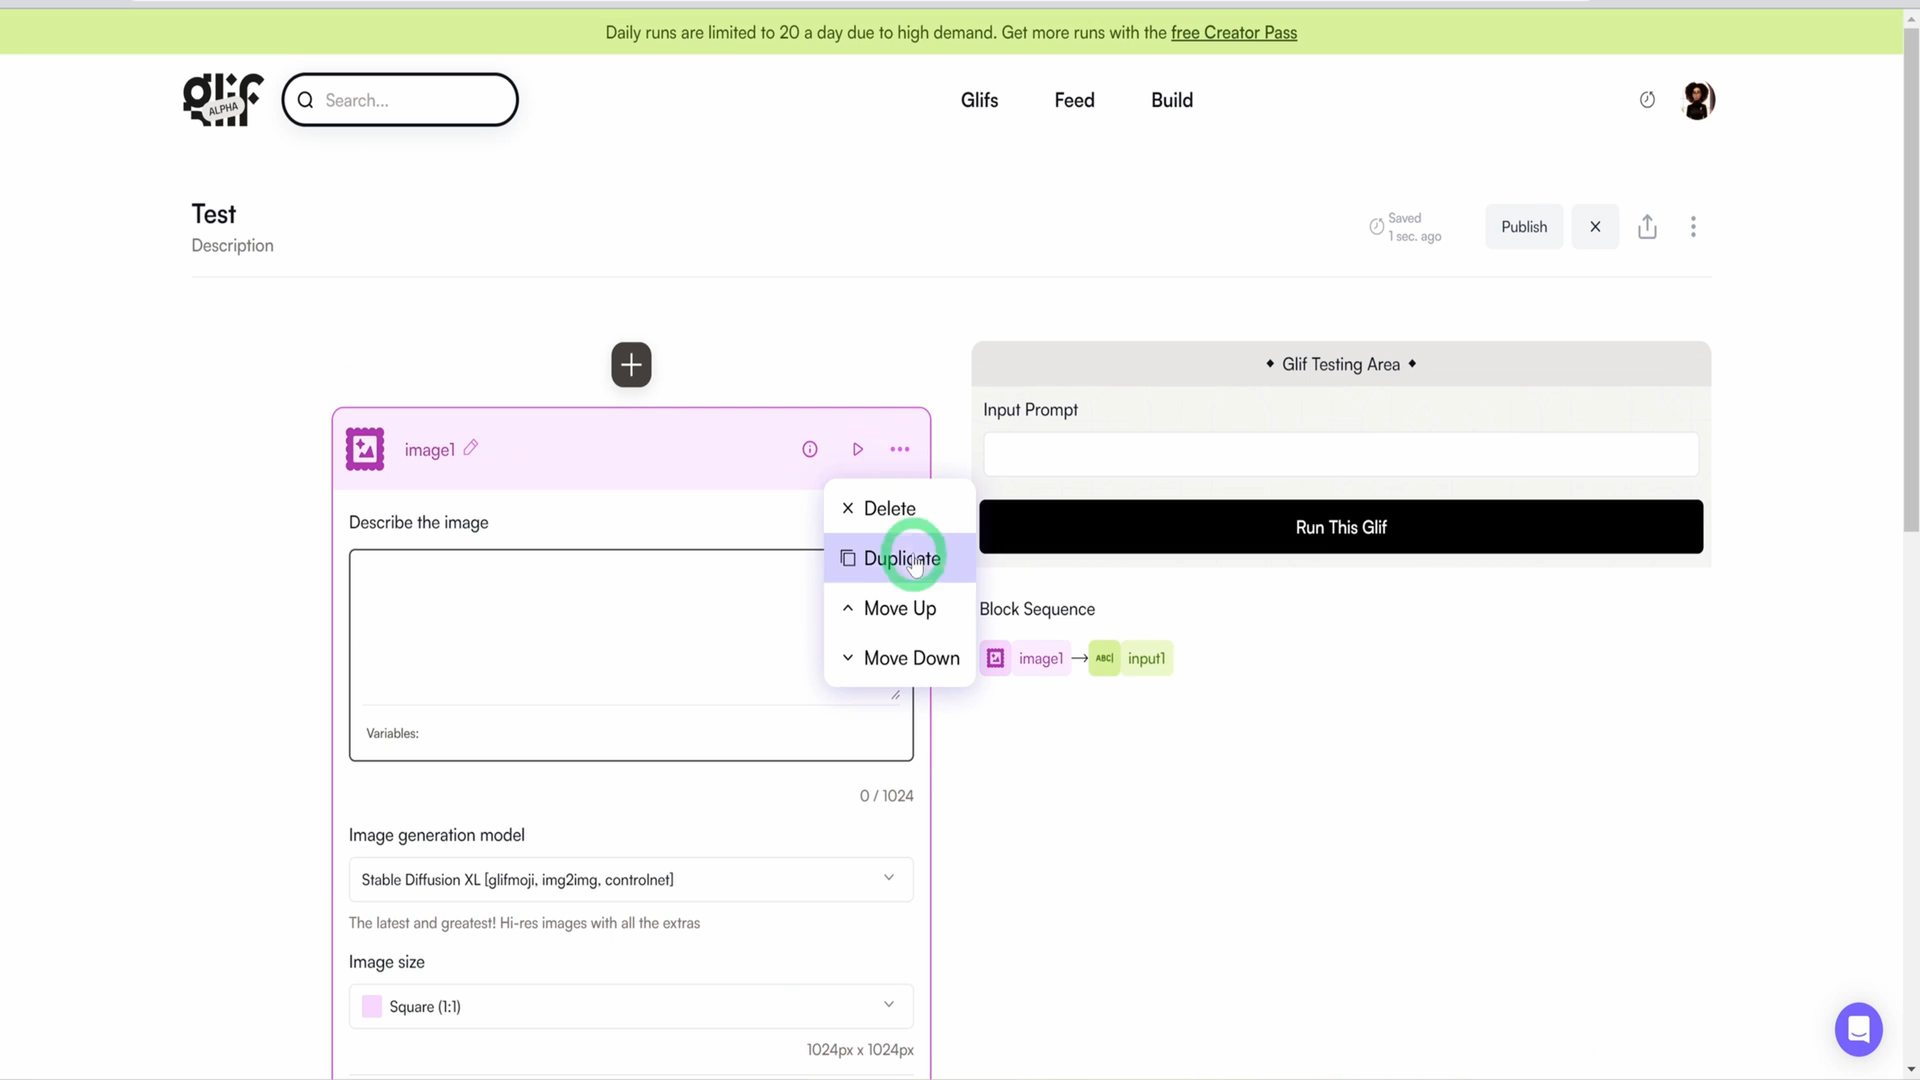 Daily runs are limited to 20 a day due to high demand. Get more runs with the free Creator Pass
glif
ALPHA
Search...
Glifs
Feed
Build
Test
Description
Saved
1 sec. ago
Publish
Glif Testing Area
image1
Input Prompt
Delete
Describe the image
Run This Glif
Duplicate
Move Up
Block Sequence
Move Down
image1
ABC|
input1
Variables:
0 / 1024
Image generation model
Stable Diffusion XL [glifmoji, img2img, controlnet]
The latest and greatest! Hi-res images with all the extras
Image size
Square (1:1)
1024px x 1024px